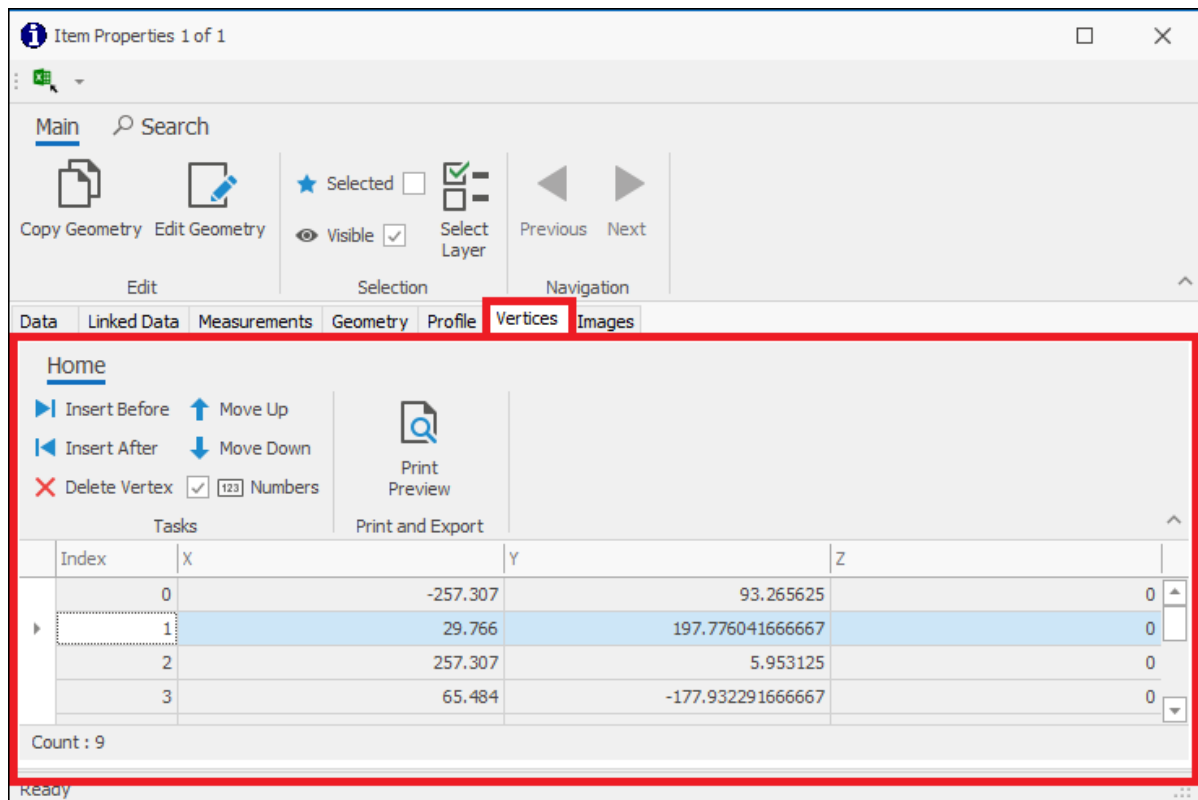 Item Properties 1 of 1
Main Search
Copy Geometry Edit Geometry
Selected
Visible
Select
Layer
Previous Next
Edit Selection Navigation
Data Linked Data Measurements Geometry Profile Vertices Images
Home
Insert Before Move Up
Insert After Move Down
Delete Vertex 123 Numbers
Print
Preview
Tasks Print and Export
Index X Y Z
0 -257.307 93.265625 0
1 29.766 197.776041666667 0
2 257.307 5.953125 0
3 65.484 -177.932291666667 0
Count : 9
Ready